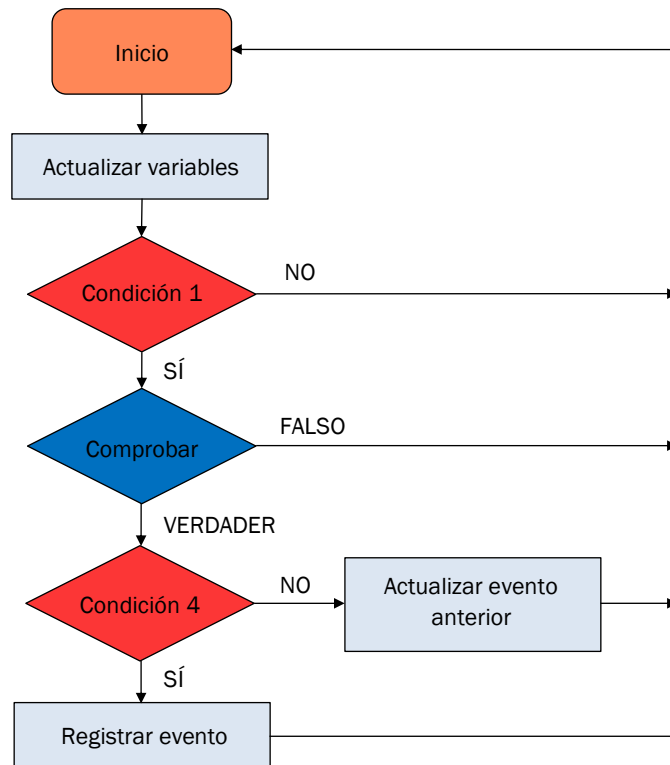 Inicio
Actualizar variables
Condición 1
NO
SÍ
Comprobar
FALSO
VERDADER
Condición 4
NO
Actualizar evento
anterior
SÍ
Registrar evento